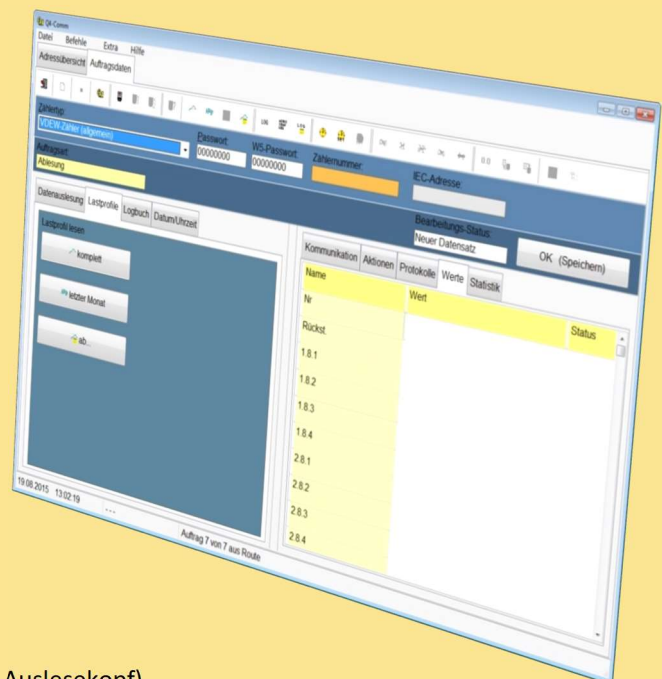 Q8-Comm
Datei Befehle Extra Hilfe
Adressübersicht Auftragsdaten
Zählertyp:
VDEW-Zähler (allgemein)
Passwort:
00000000
W5-Passwort:
00000000
Zählernummer:
IEC-Adresse:
Auftragsart:
Ablesung
Bearbeitungs-Status:
Neuer Datensatz
OK (Speichern)
Datenauslesung Lastprofile Logbuch Datum/Uhrzeit
Lastprofil lesen
komplett
letzter Monat
ab...
Kommunikation Aktionen Protokolle Werte Statistik
Name Wert Status
Nr
Rückst.
1.8.1
1.8.2
1.8.3
1.8.4
2.8.1
2.8.2
2.8.3
2.8.4
19.08.2015 13:02:19 ... Auftrag 7 von 7 aus Route
Auslesekopf)